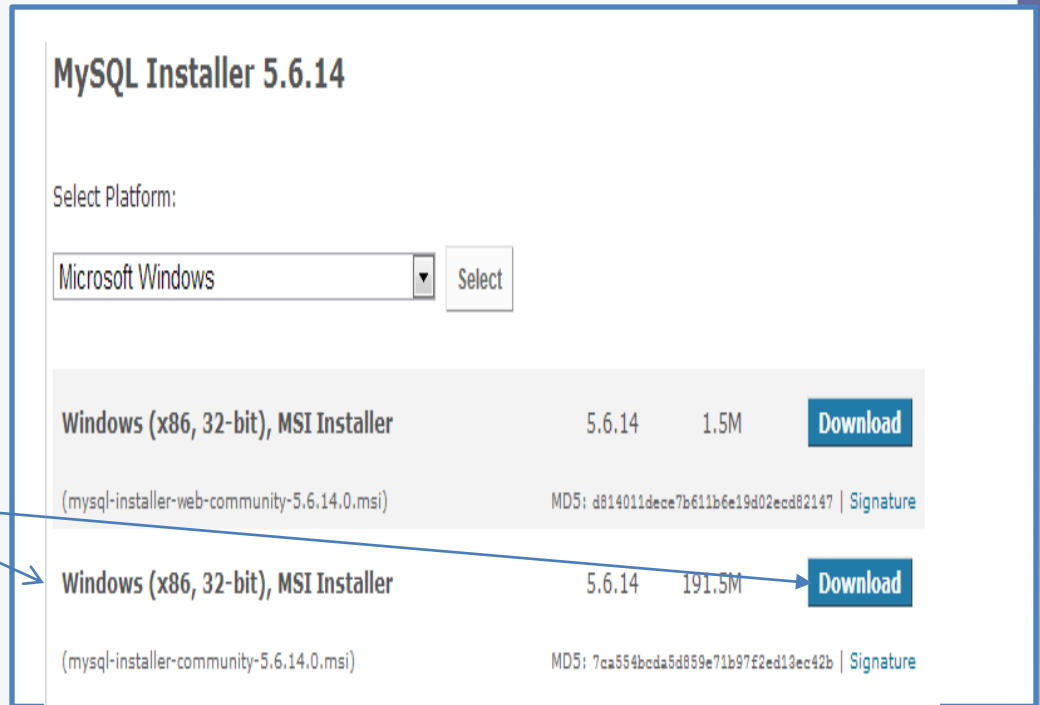 MySQL Installer 5.6.14
Select Platform:
Microsoft Windows Select
Windows (x86, 32-bit), MSI Installer 5.6.14 1.5M Download
(mysql-installer-web-community-5.6.14.0.msi) MD5: d814011dece7b611b6e19d02ecd82147 | Signature
Windows (x86, 32-bit), MSI Installer 5.6.14 191.5M Download
(mysql-installer-community-5.6.14.0.msi) MD5: 7ca554bcda5d859e71b97f2ed13ec42b | Signature